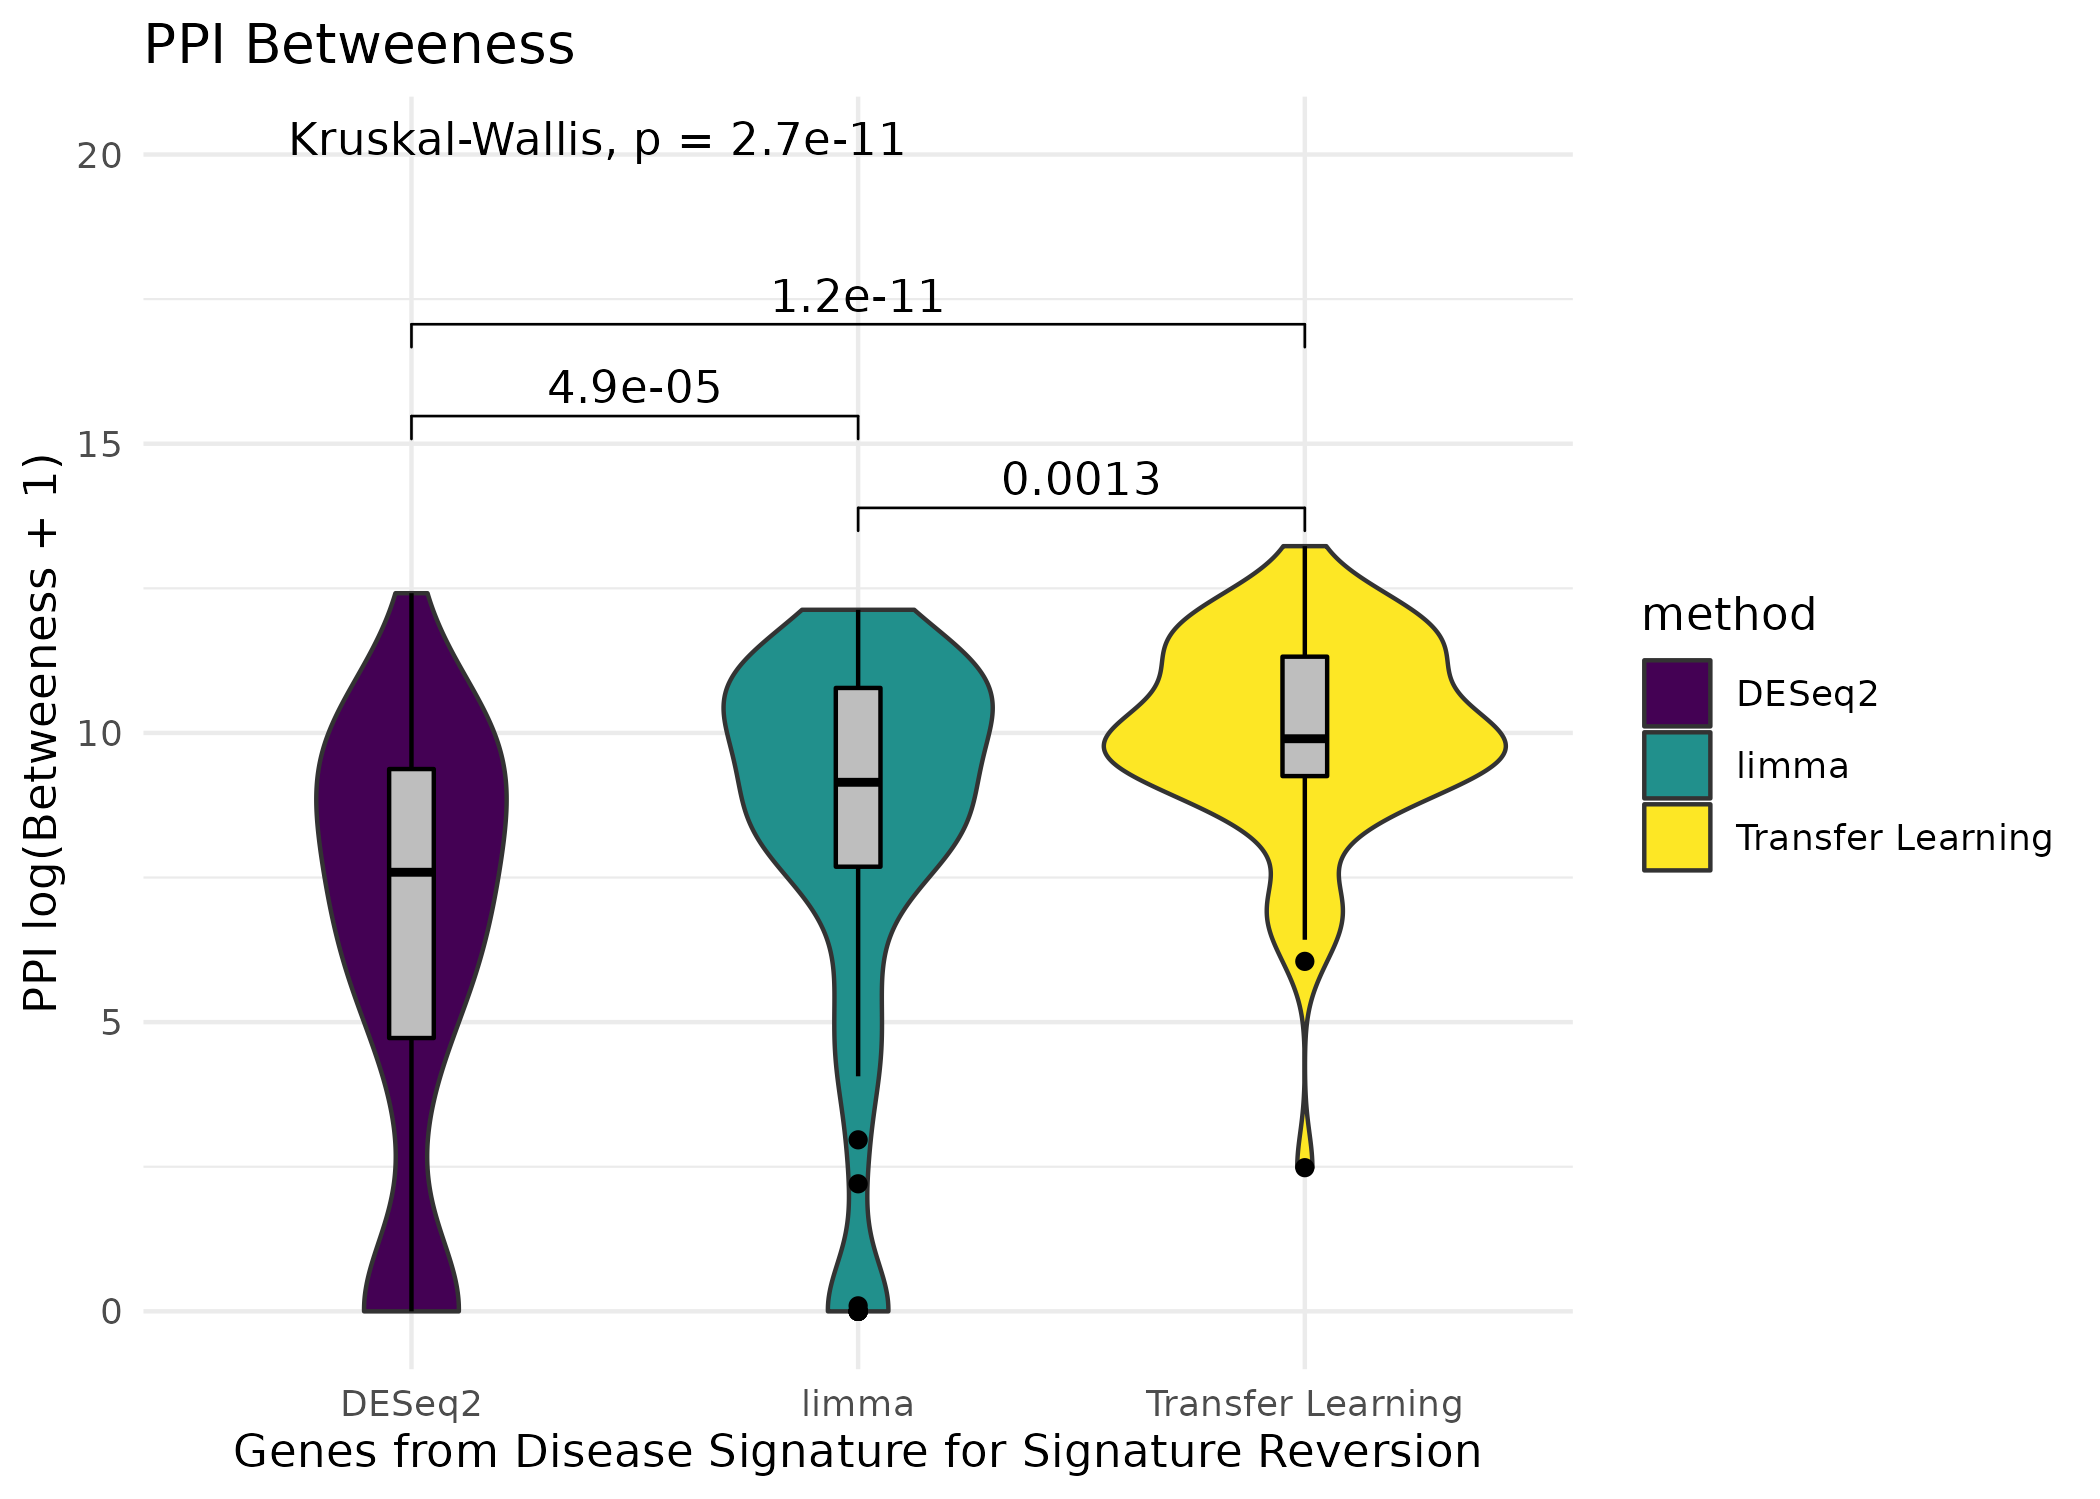 PPI Betweeness
Kruskal-Wallis, p = 2.7e-11
1.2e-11
4.9e-05
0.0013
20
15
10
5
0
PPI log(Betweeness + 1)
DESeq2
limma
Transfer Learning
Genes from Disease Signature for Signature Reversion
method
DESeq2
limma
Transfer Learning